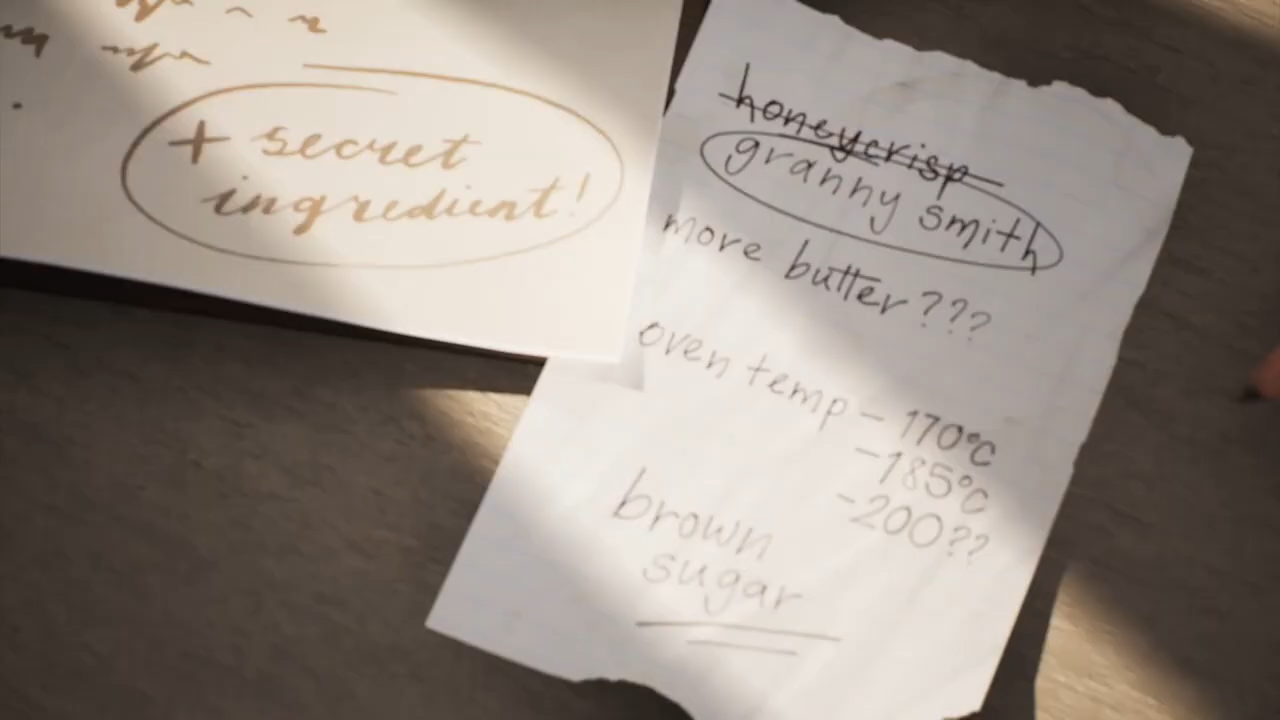 + secret
ingredient!
honeycrisp
granny smith
more butter???
oven temp - 170°C
-185°C
-200??
brown
sugar